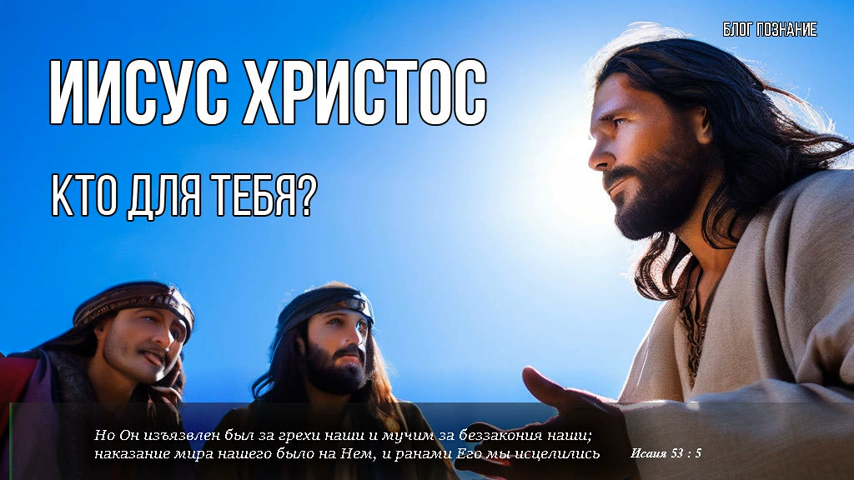 БЛОГ ПОЗНАНИЕ
ИИСУС ХРИСТОС
КТО ДЛЯ ТЕБЯ?
Но Он изъязвлен был за грехи наши и мучим за беззакония наши;
наказание мира нашего было на Нем, и ранами Его мы исцелились
Исаия 53 : 5